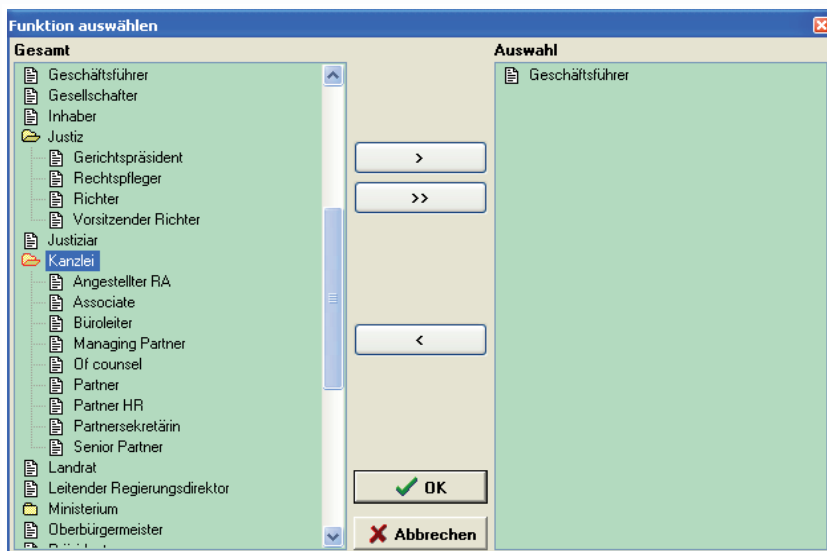 Funktion auswählen
Gesamt
Geschäftsführer
Gesellschafter
Inhaber
Justiz
Gerichtspräsident
Rechtspfleger
Richter
Vorsitzender Richter
Justiziar
Kanzlei
Angestellter RA
Associate
Büroleiter
Managing Partner
Of counsel
Partner
Partner HR
Partnersekretärin
Senior Partner
Landrat
Leitender Regierungsdirektor
Ministerium
Oberbürgermeister
>
>>
<
OK
Abbrechen
Auswahl
Geschäftsführer